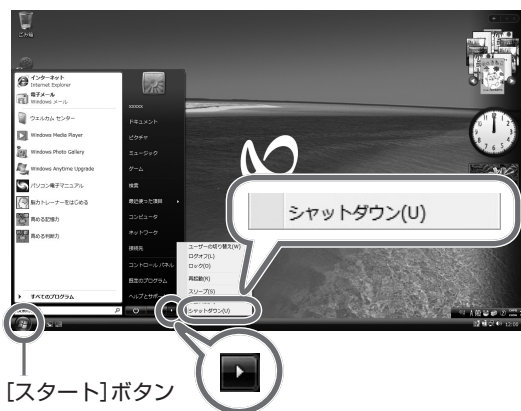 ごみ箱
インターネット
Internet Explorer
電子メール
Windows メール
ウェルカム センター
Windows Media Player
Windows Photo Gallery
Windows Anytime Upgrade
パソコン電子マニュアル
脳力トレーナーをはじめる
高める記憶力
高める判断力
すべてのプログラム
xxxxx
ドキュメント
ピクチャ
ミュージック
ゲーム
検索
最近使った項目
コンピュータ
ネットワーク
接続先
コントロール パネル
既定のプログラム
ヘルプとサポート
ユーザーの切り替え(W)
ログオフ(L)
ロック(O)
再起動(R)
スリープ(S)
シャットダウン(U)
シャットダウン(U)
12:00
[スタート]ボタン